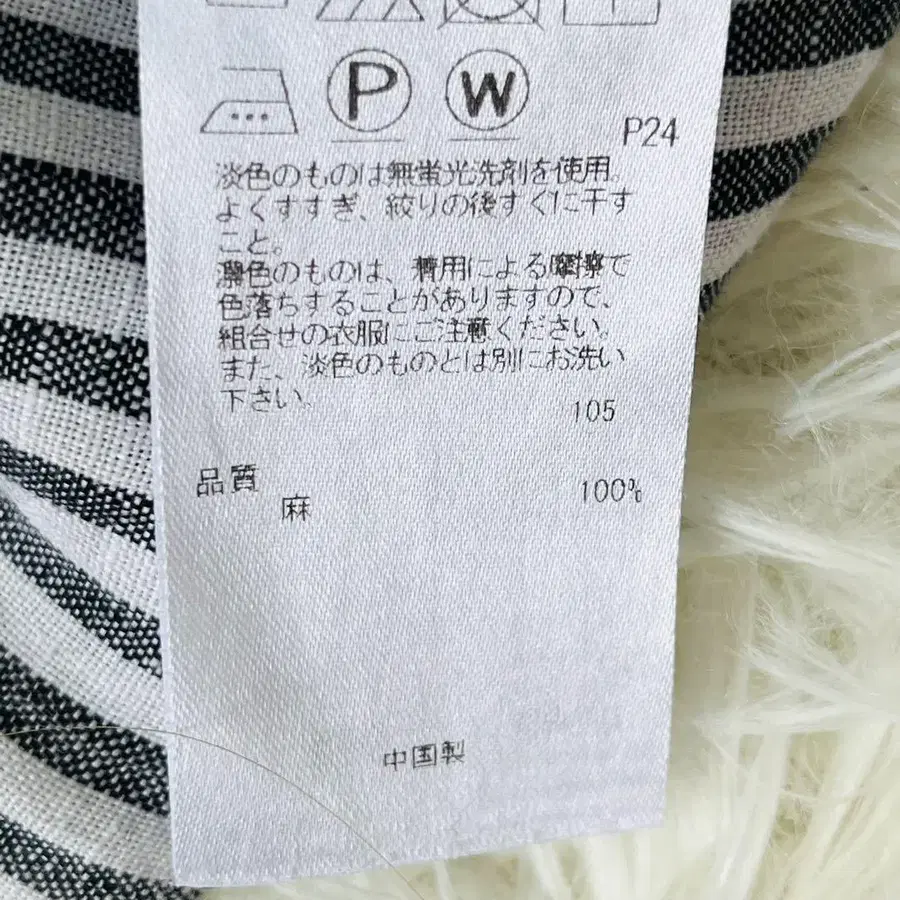 P W
P24
淡色のものは無蛍光洗剤を使用。
よくすすぎ、絞りの後すぐに干す
こと。
濃色のものは、着用による摩擦で
色落ちすることがありますので、
組合せの衣服にご注意ください。
また、淡色のものとは別にお洗い
下さい。
105
品質
麻 100%
中国製